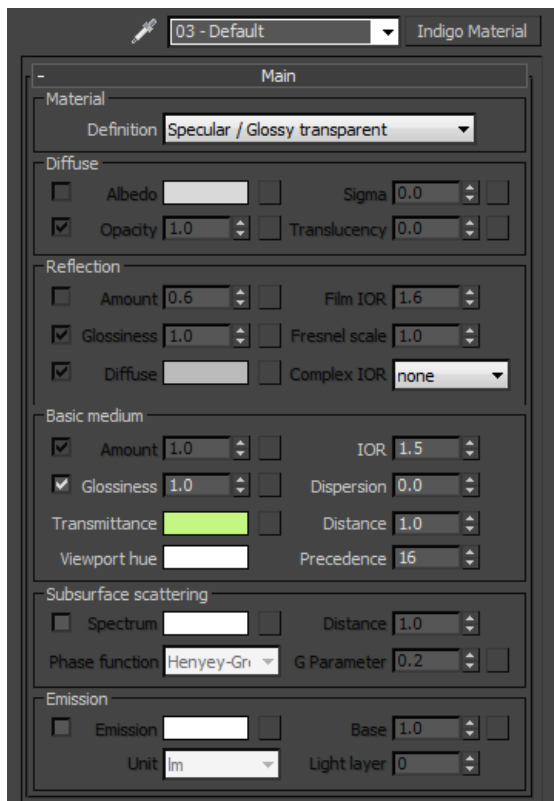 03 - Default Indigo Material
- Main
Material
Definition Specular / Glossy transparent
Diffuse
Albedo Sigma 0.0
Opacity 1.0 Translucency 0.0
Reflection
Amount 0.6 Film IOR 1.6
Glossiness 1.0 Fresnel scale 1.0
Diffuse Complex IOR none
Basic medium
Amount 1.0 IOR 1.5
Glossiness 1.0 Dispersion 0.0
Transmittance Distance 1.0
Viewport hue Precedence 16
Subsurface scattering
Spectrum Distance 1.0
Phase function Henyey-Gr G Parameter 0.2
Emission
Emission Base 1.0
Unit lm Light layer 0